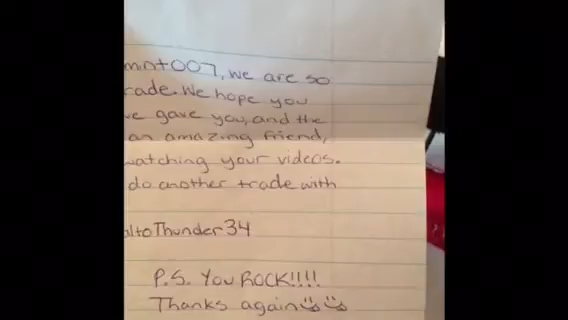 mint007, we are so
rade. We hope you
ve gave you, and the
an amazing friend,
watching your videos.
do another trade with
altoThunder34
P.S. You ROCK!!!!
Thanks again